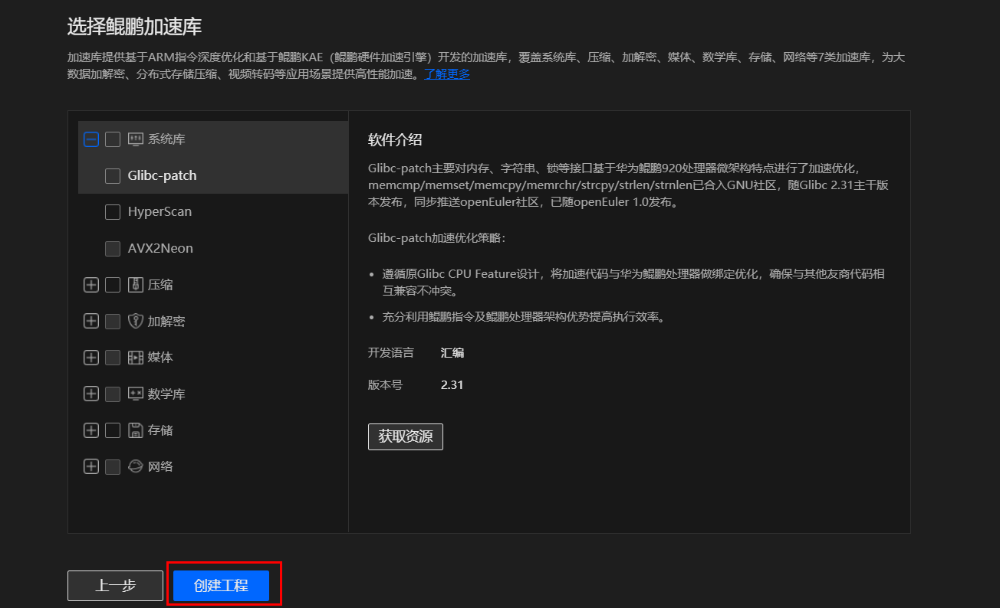 选择鲲鹏加速库
加速库提供基于ARM指令深度优化和基于鲲鹏KAE（鲲鹏硬件加速引擎）开发的加速库，覆盖系统库、压缩、加解密、媒体、数学库、存储、网络等7类加速库，为大
数据加解密、分布式存储压缩、视频转码等应用场景提供高性能加速。了解更多
系统库
Glibc-patch
HyperScan
AVX2Neon
压缩
加解密
媒体
数学库
存储
网络
软件介绍
Glibc-patch主要对内存、字符串、锁等接口基于华为鲲鹏920处理器微架构特点进行了加速优化，
memcmp/memset/memcpy/memrchr/strcpy/strlen/strnlen已合入GNU社区，随Glibc 2.31主干版
本发布，同步推送openEuler社区，已随openEuler 1.0发布。
Glibc-patch加速优化策略：
• 遵循原Glibc CPU Feature设计，将加速代码与华为鲲鹏处理器做绑定优化，确保与其他友商代码相
互兼容不冲突。
• 充分利用鲲鹏指令及鲲鹏处理器架构优势提高执行效率。
开发语言 汇编
版本号 2.31
获取资源
上一步 创建工程